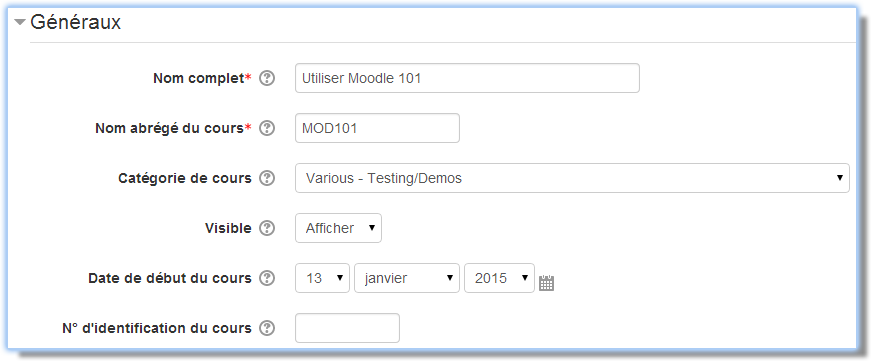 Généraux
Nom complet* Utiliser Moodle 101
Nom abrégé du cours* MOD101
Catégorie de cours Various - Testing/Demos
Visible Afficher
Date de début du cours 13 janvier 2015
N° d'identification du cours